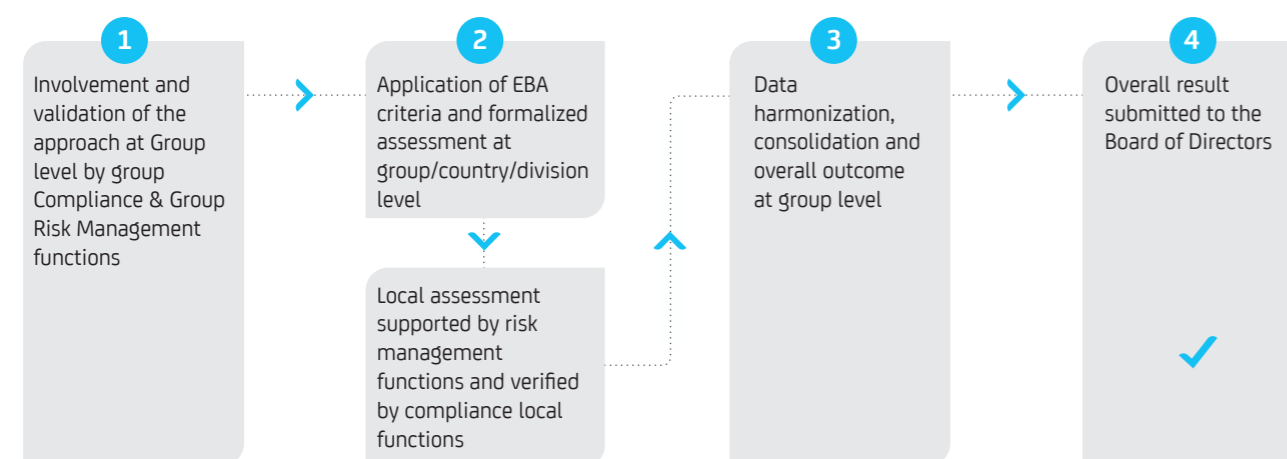 1
Involvement and
validation of the
approach at Group
level by group
Compliance & Group
Risk Management
functions
2
Application of EBA
criteria and formalized
assessment at
group/country/division
level
Local assessment
supported by risk
management
functions and verified
by compliance local
functions
3
Data
harmonization,
consolidation and
overall outcome
at group level
4
Overall result
submitted to the
Board of Directors